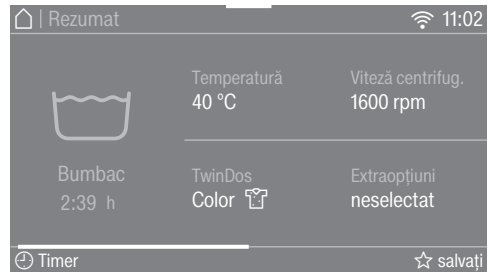 | Rezumat 11:02
Temperatură
40 °C
Viteză centrifug.
1600 rpm
Bumbac
2:39 h
TwinDos
Color
Extraopțiuni
neselectat
Timer
salvați